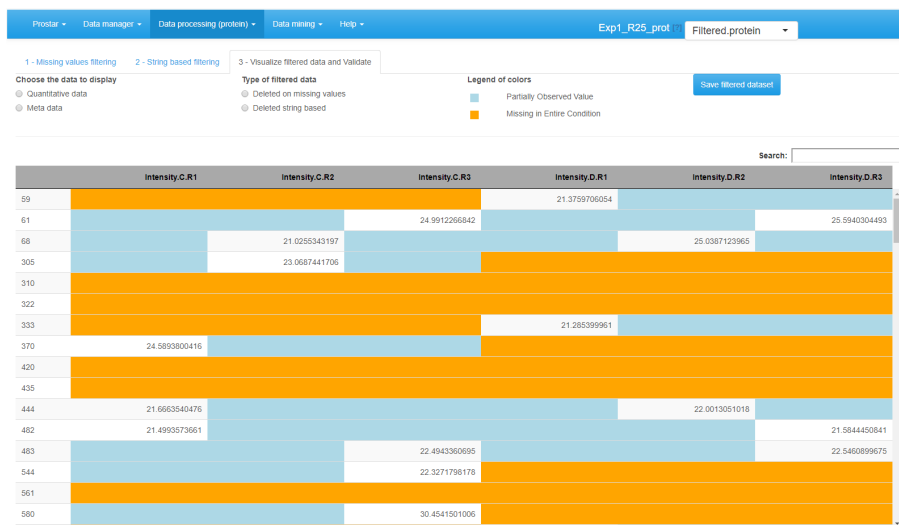 Prostar Data manager Data processing (protein) Data mining Help Exp1_R25_prot [?] Filtered.protein
1 - Missing values filtering 2 - String based filtering 3 - Visualize filtered data and Validate
Choose the data to display Type of filtered data Legend of colors
Quantitative data Deleted on missing values Partially Observed Value Save filtered dataset
Meta data Deleted string based Missing in Entire Condition
Search:
Intensity.C.R1 Intensity.C.R2 Intensity.C.R3 Intensity.D.R1 Intensity.D.R2 Intensity.D.R3
59 21.3759706054
61 24.9912266842 25.5940304493
68 21.0255343197 25.0387123965
305 23.0687441706
310
322
333 21.285399961
370 24.5893800416
420
435
444 21.6663540476 22.0013051018
482 21.4993573661 21.5844450841
483 22.4943360695 22.5460899675
544 22.3271798178
561
580 30.4541501006